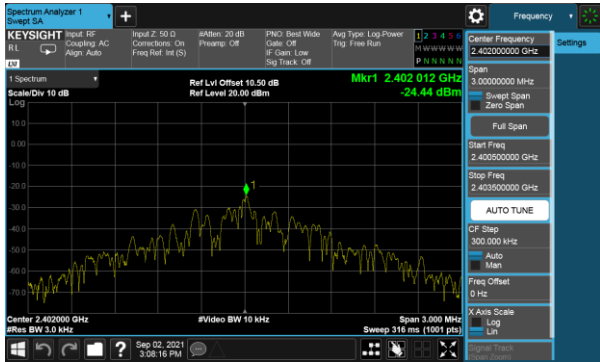 Spectrum Analyzer 1
Swept SA
+
Frequency
KEYSIGHT
RL
Input: RF
Coupling: AC
Align: Auto
Input Z: 50 Ω
Corrections: On
Freq Ref: Int (S)
#Atten: 20 dB
Preamp: Off
PNO: Best Wide
Gate: Off
IF Gain: Low
Sig Track: Off
Avg Type: Log-Power
Trig: Free Run
1 2 3 4 5 6
M W W W W W
P N N N N N
1 Spectrum
Scale/Div 10 dB
Ref Lvl Offset 10.50 dB
Ref Level 20.00 dBm
Mkr1 2.402 012 GHz
-24.44 dBm
Log
10.0
0.00
-10.0
-20.0
-30.0
-40.0
-50.0
-60.0
-70.0
1
Center 2.402000 GHz
#Res BW 3.0 kHz
#Video BW 10 kHz
Span 3.000 MHz
Sweep 316 ms (1001 pts)
Center Frequency
2.402000000 GHz
Span
3.00000000 MHz
Swept Span
Zero Span
Full Span
Start Freq
2.400500000 GHz
Stop Freq
2.403500000 GHz
AUTO TUNE
CF Step
300.000 kHz
Auto
Man
Freq Offset
0 Hz
X Axis Scale
Log
Lin
Signal Track
(Span Zoom)
Settings
?
Sep 02, 2021
3:08:16 PM